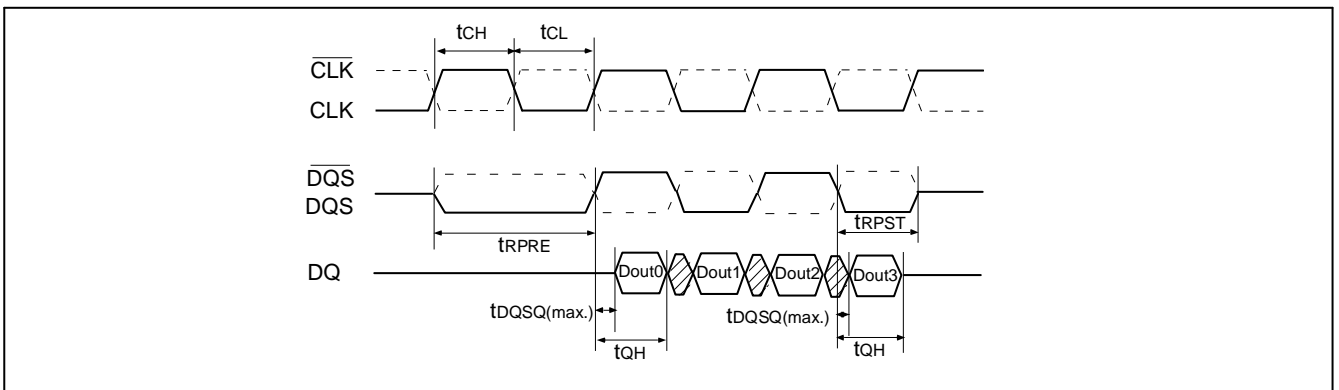 tCH tCL
CLK
CLK
DQS
DQS
tRPRE
tRPST
DQ
Dout0 Dout1 Dout2 Dout3
tDQSQ(max.)
tDQSQ(max.)
tQH
tQH